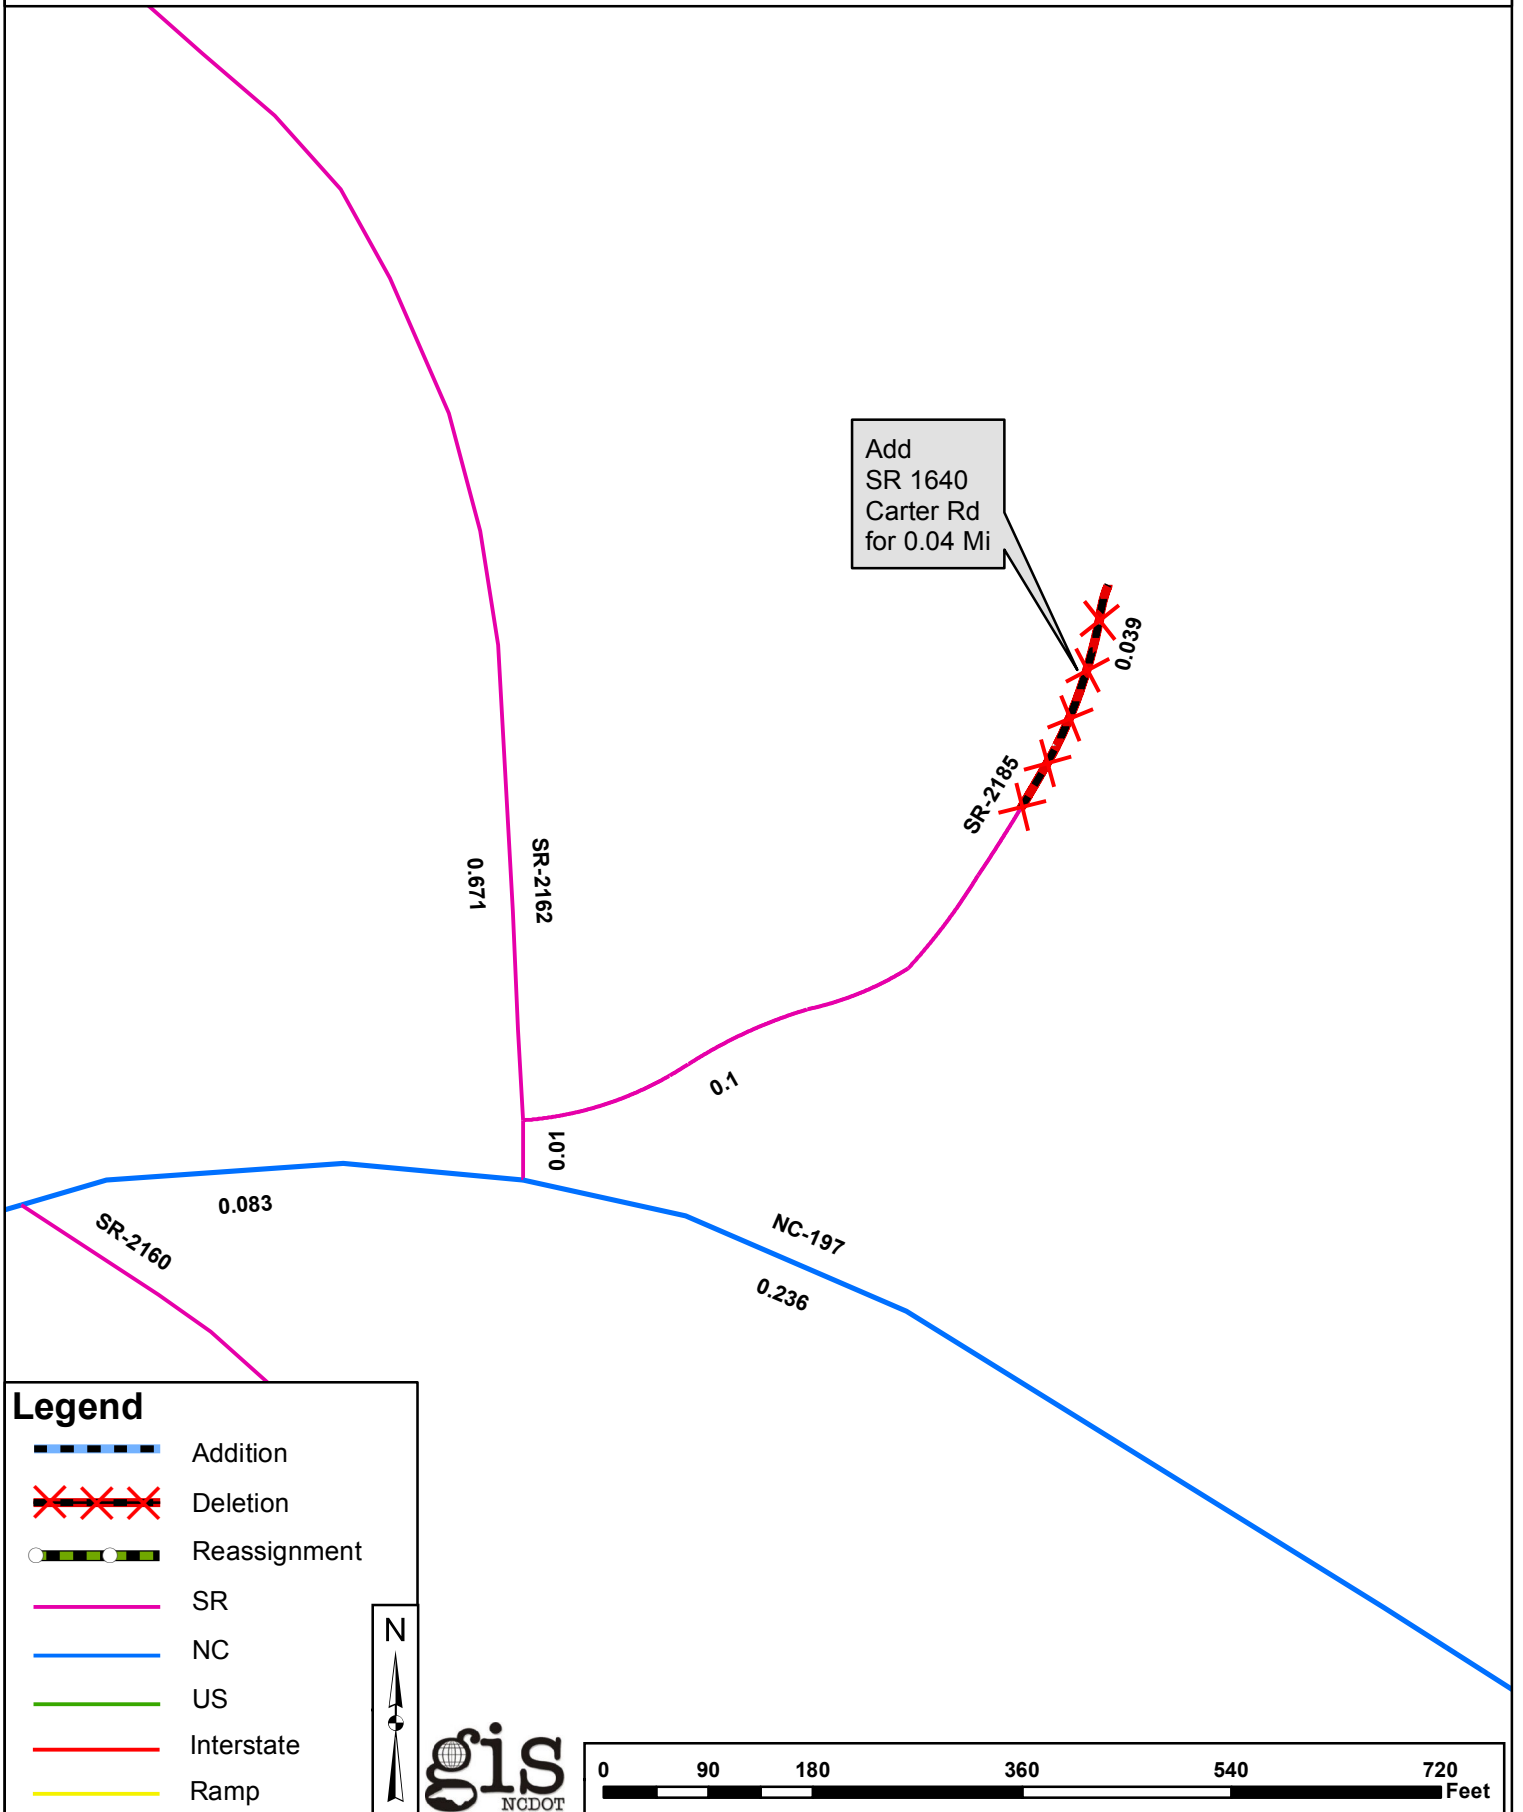 Add
SR 1640
Carter Rd
for 0.04 Mi
0.039
SR-2185
SR-2162
0.671
0.1
0.01
0.083
SR-2160
NC-197
0.236
Legend
Addition
Deletion
Reassignment
SR
NC
US
Interstate
Ramp
N
gis
NCDOT
0 90 180 360 540 720
Feet